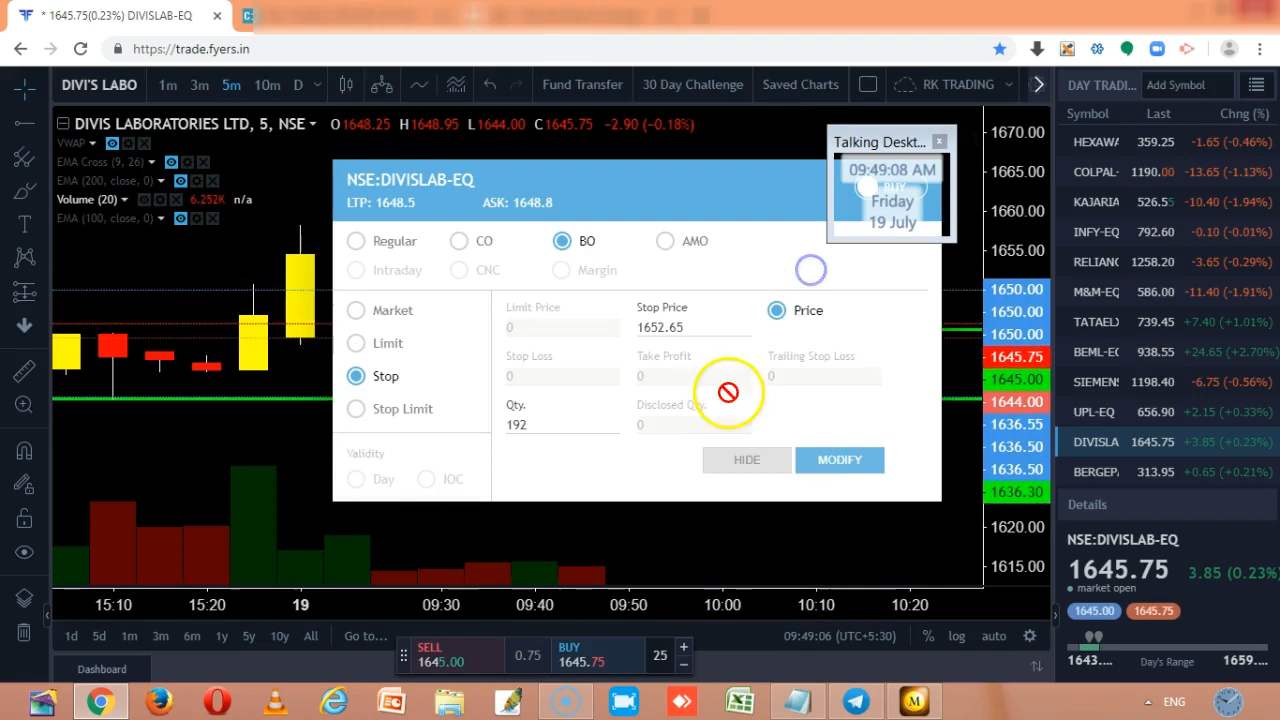 * 1645.75(0.23%) DIVISLAB-EQ
https://trade.fyers.in
DIVI'S LABO 1m 3m 5m 10m D Fund Transfer 30 Day Challenge Saved Charts RK TRADING
DAY TRADI... Add Symbol
Symbol Last Chng (%)
DIVIS LABORATORIES LTD, 5, NSE O1648.25 H1648.95 L1644.00 C1645.75 -2.90 (-0.18%)
VWAP
EMA Cross (9, 26)
EMA (200, close, 0)
Volume (20) 6.252K n/a
EMA (100, close, 0)
Talking Deskt...
09:49:08 AM
BUY
Friday
19 July
NSE:DIVISLAB-EQ
LTP: 1648.5 ASK: 1648.8
Regular CO BO AMO
Intraday CNC Margin
Market
Limit
Stop
Stop Limit
Validity
Day IOC
Limit Price Stop Price Price
0 1652.65
Stop Loss Take Profit Trailing Stop Loss
0 0 0
Qty. Disclosed Qty.
192 0
HIDE MODIFY
1670.00
1665.00
1660.00
1655.00
1650.00
1650.00
1650.00
1645.75
1645.00
1644.00
1636.55
1636.50
1636.50
1636.30
1620.00
1615.00
HEXAWA 359.25 -1.65 (-0.46%)
COLPAL- 1190.00 -13.65 (-1.13%)
KAJARIA 526.55 -10.40 (-1.94%)
INFY-EQ 792.60 -0.10 (-0.01%)
RELIANC 1258.20 -3.65 (-0.29%)
M&M-EQ 586.00 -11.40 (-1.91%)
TATAEL 739.45 +7.40 (+1.01%)
BEML-EQ 938.55 +24.65 (+2.70%)
SIEMENS 1198.40 -6.75 (-0.56%)
UPL-EQ 656.90 +2.15 (+0.33%)
DIVISLA 1645.75 +3.85 (+0.23%)
BERGEP 313.95 +0.65 (+0.21%)
Details
NSE:DIVISLAB-EQ
1645.75 3.85 (0.23%)
market open
1645.00 1645.75
1643.... Day's Range 1659....
15:10 15:20 19 09:30 09:40 09:50 10:00 10:10 10:20
1d 5d 1m 3m 6m 1y 5y 10y All Go to... 09:49:06 (UTC+5:30) % log auto
SELL
1645.00
0.75
BUY
1645.75
25
Dashboard
ENG